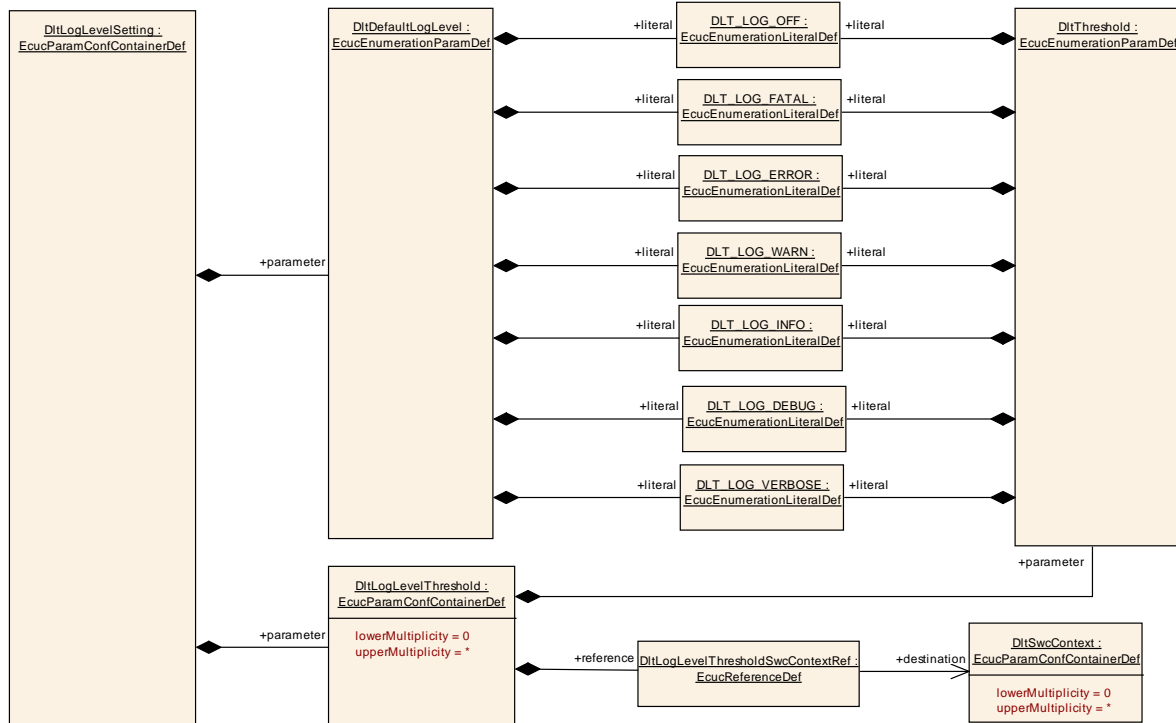 DltLogLevelSetting :
EcucParamConfContainerDef
DltDefaultLogLevel :
EcucEnumerationParamDef
+literal
DLT_LOG_OFF :
EcucEnumerationLiteralDef
+literal
DltThreshold :
EcucEnumerationParamDef
+literal
DLT_LOG_FATAL :
EcucEnumerationLiteralDef
+literal
+literal
DLT_LOG_ERROR :
EcucEnumerationLiteralDef
+literal
+parameter
+literal
DLT_LOG_WARN :
EcucEnumerationLiteralDef
+literal
+literal
DLT_LOG_INFO :
EcucEnumerationLiteralDef
+literal
+literal
DLT_LOG_DEBUG :
EcucEnumerationLiteralDef
+literal
+literal
DLT_LOG_VERBOSE :
EcucEnumerationLiteralDef
+literal
+parameter
DltLogLevelThreshold :
EcucParamConfContainerDef
lowerMultiplicity = 0
upperMultiplicity = *
+parameter
+reference
DltLogLevelThresholdSwcContextRef :
EcucReferenceDef
+destination
DltSwcContext :
EcucParamConfContainerDef
lowerMultiplicity = 0
upperMultiplicity = *